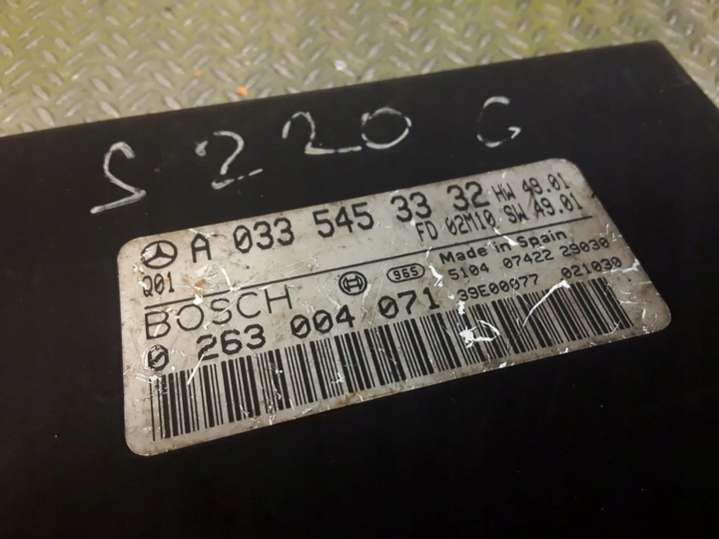 S 220 G
A 033 545 33 32 HW 49.01
Q01 FD 02M10 SW A9.01
Made in Spain
BOSCH 965 5104 07422 29030
0 263 004 071 39E00077 021030